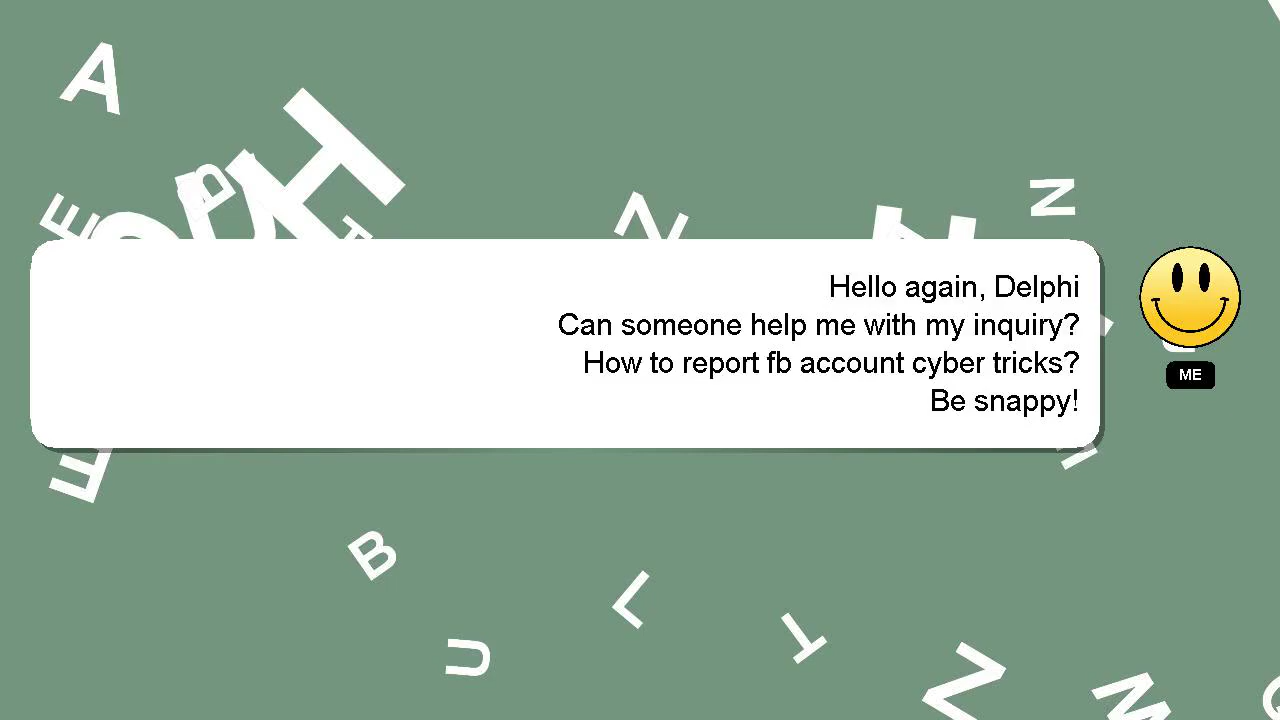 A
H
D
E
Z
N
Hello again, Delphi
Can someone help me with my inquiry?
How to report fb account cyber tricks?
Be snappy!
ME
E
B
L
U
T
Z
M